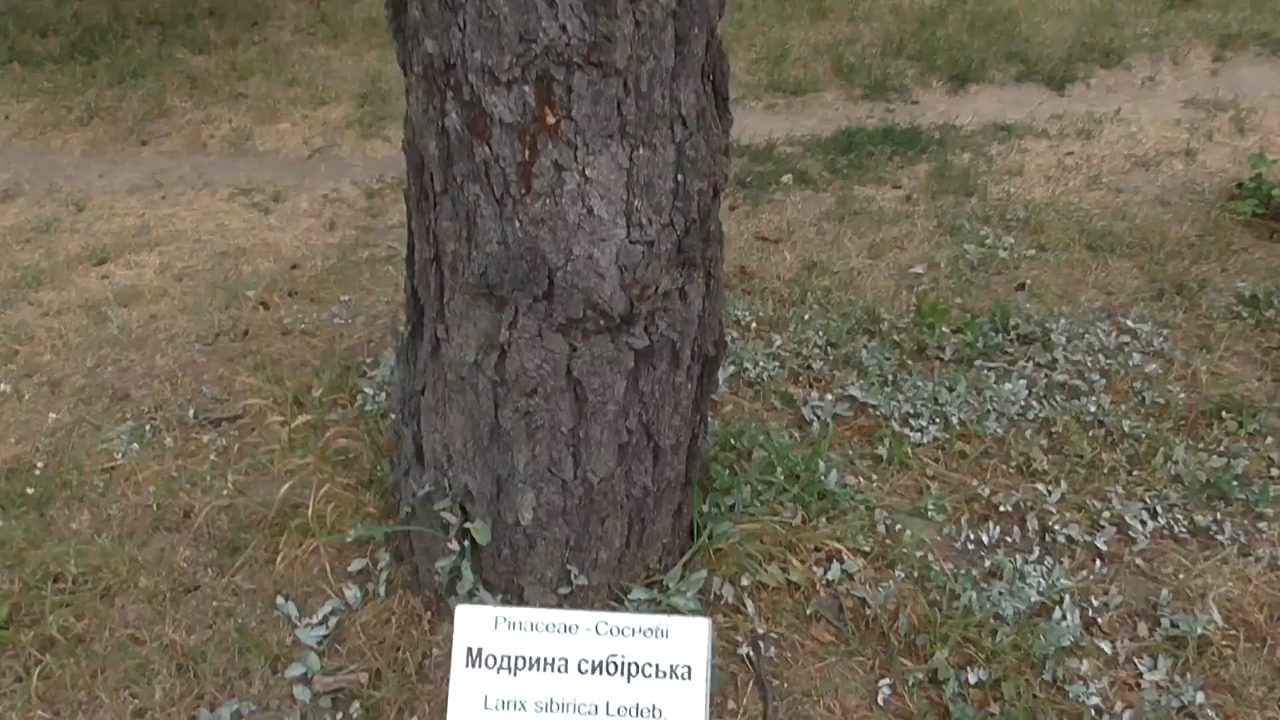 Pinaceae - Соснові
Модрина сибірська
Larix sibirica Ledeb.